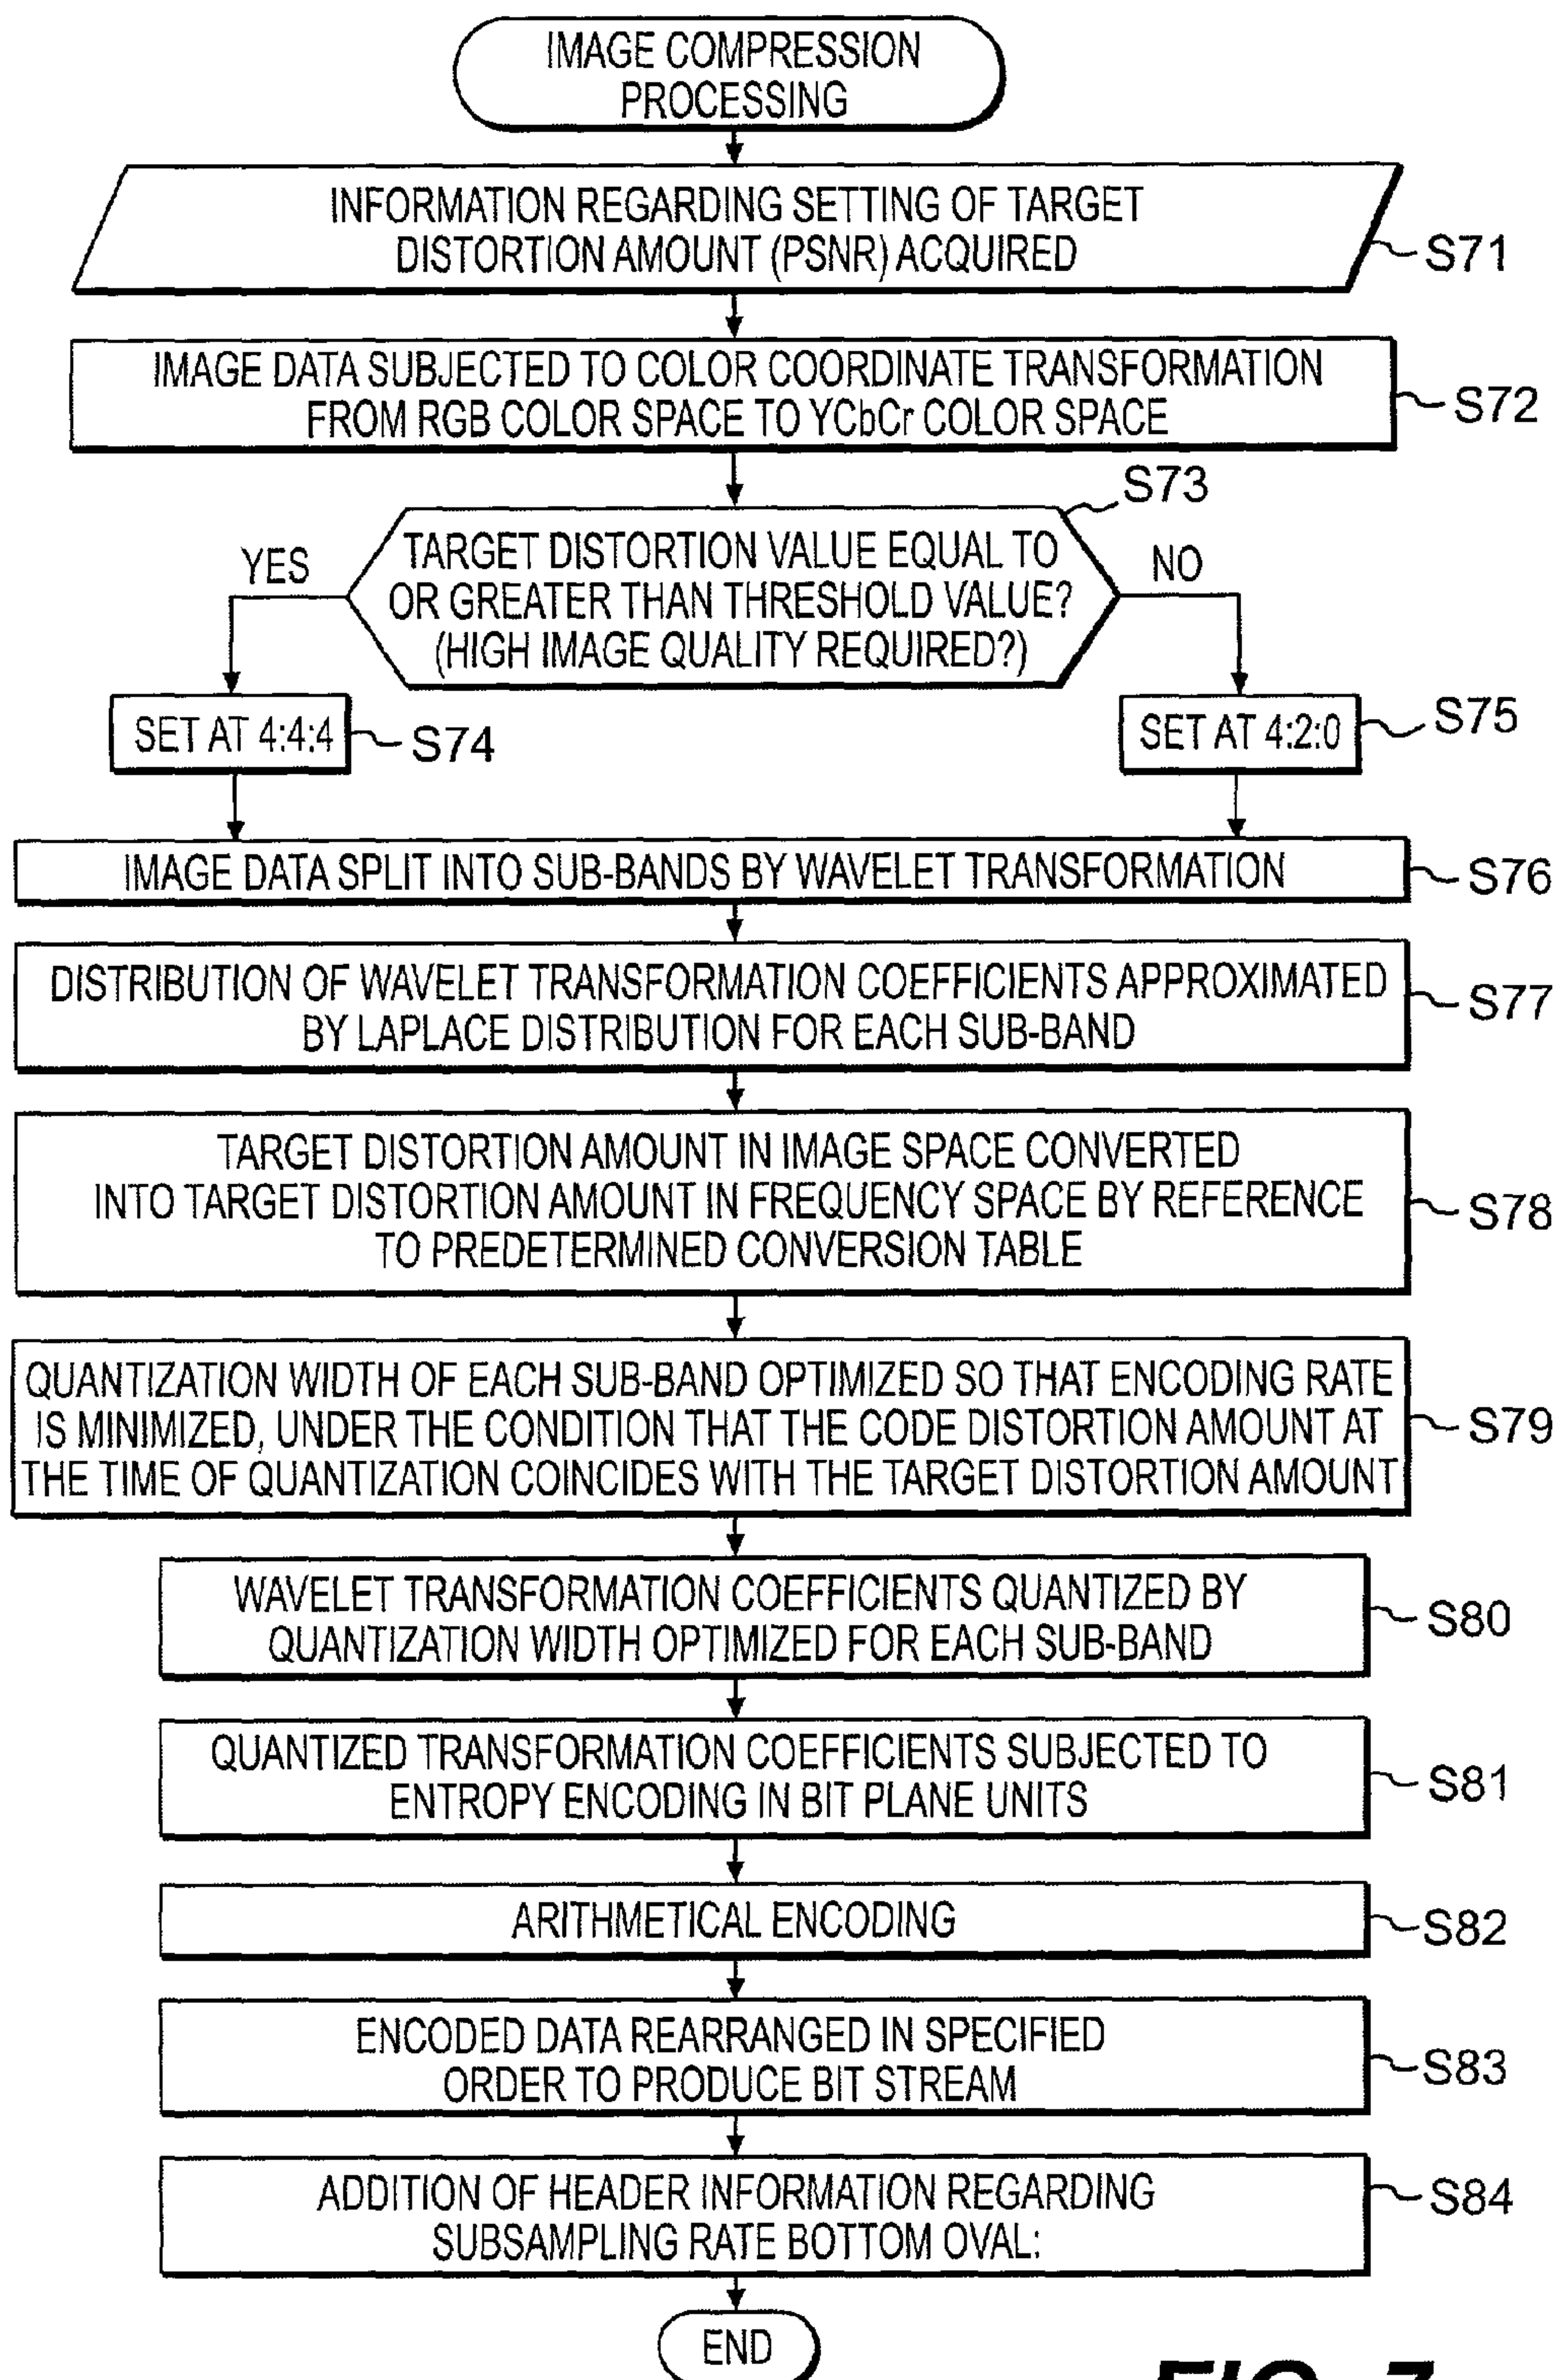 IMAGE COMPRESSION
PROCESSING
INFORMATION REGARDING SETTING OF TARGET
DISTORTION AMOUNT (PSNR) ACQUIRED
S71
IMAGE DATA SUBJECTED TO COLOR COORDINATE TRANSFORMATION
FROM RGB COLOR SPACE TO YCbCr COLOR SPACE
S72
S73
TARGET DISTORTION VALUE EQUAL TO
OR GREATER THAN THRESHOLD VALUE?
(HIGH IMAGE QUALITY REQUIRED?)
YES
NO
SET AT 4:4:4
S74
SET AT 4:2:0
S75
IMAGE DATA SPLIT INTO SUB-BANDS BY WAVELET TRANSFORMATION
S76
DISTRIBUTION OF WAVELET TRANSFORMATION COEFFICIENTS APPROXIMATED
BY LAPLACE DISTRIBUTION FOR EACH SUB-BAND
S77
TARGET DISTORTION AMOUNT IN IMAGE SPACE CONVERTED
INTO TARGET DISTORTION AMOUNT IN FREQUENCY SPACE BY REFERENCE
TO PREDETERMINED CONVERSION TABLE
S78
QUANTIZATION WIDTH OF EACH SUB-BAND OPTIMIZED SO THAT ENCODING RATE
IS MINIMIZED, UNDER THE CONDITION THAT THE CODE DISTORTION AMOUNT AT
THE TIME OF QUANTIZATION COINCIDES WITH THE TARGET DISTORTION AMOUNT
S79
WAVELET TRANSFORMATION COEFFICIENTS QUANTIZED BY
QUANTIZATION WIDTH OPTIMIZED FOR EACH SUB-BAND
S80
QUANTIZED TRANSFORMATION COEFFICIENTS SUBJECTED TO
ENTROPY ENCODING IN BIT PLANE UNITS
S81
ARITHMETICAL ENCODING
S82
ENCODED DATA REARRANGED IN SPECIFIED
ORDER TO PRODUCE BIT STREAM
S83
ADDITION OF HEADER INFORMATION REGARDING
SUBSAMPLING RATE BOTTOM OVAL:
S84
END